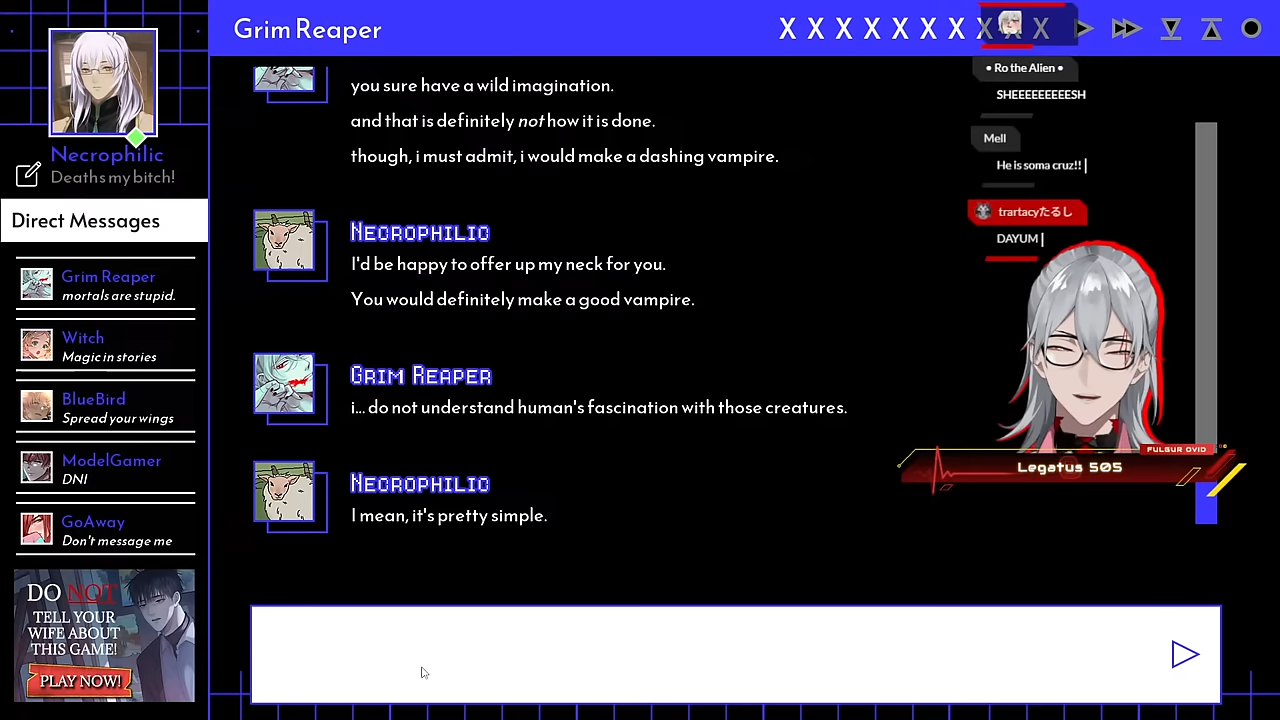 Grim Reaper
X X X X X X X X X X
Necrophilic
Deaths my bitch!
Direct Messages
Grim Reaper
mortals are stupid.
Witch
Magic in stories
BlueBird
Spread your wings
ModelGamer
DNI
GoAway
Don't message me
DO NOT
TELL YOUR
WIFE ABOUT
THIS GAME!
PLAY NOW!
you sure have a wild imagination.
and that is definitely not how it is done.
though, i must admit, i would make a dashing vampire.
Necrophilic
I'd be happy to offer up my neck for you.
You would definitely make a good vampire.
Grim Reaper
i... do not understand human's fascination with those creatures.
Necrophilic
I mean, it's pretty simple.
• Ro the Alien •
SHEEEEEEEEESH
Mell
He is soma cruz!!
trartacyたるし
DAYUM
FULGUR OVID
Legatus 505